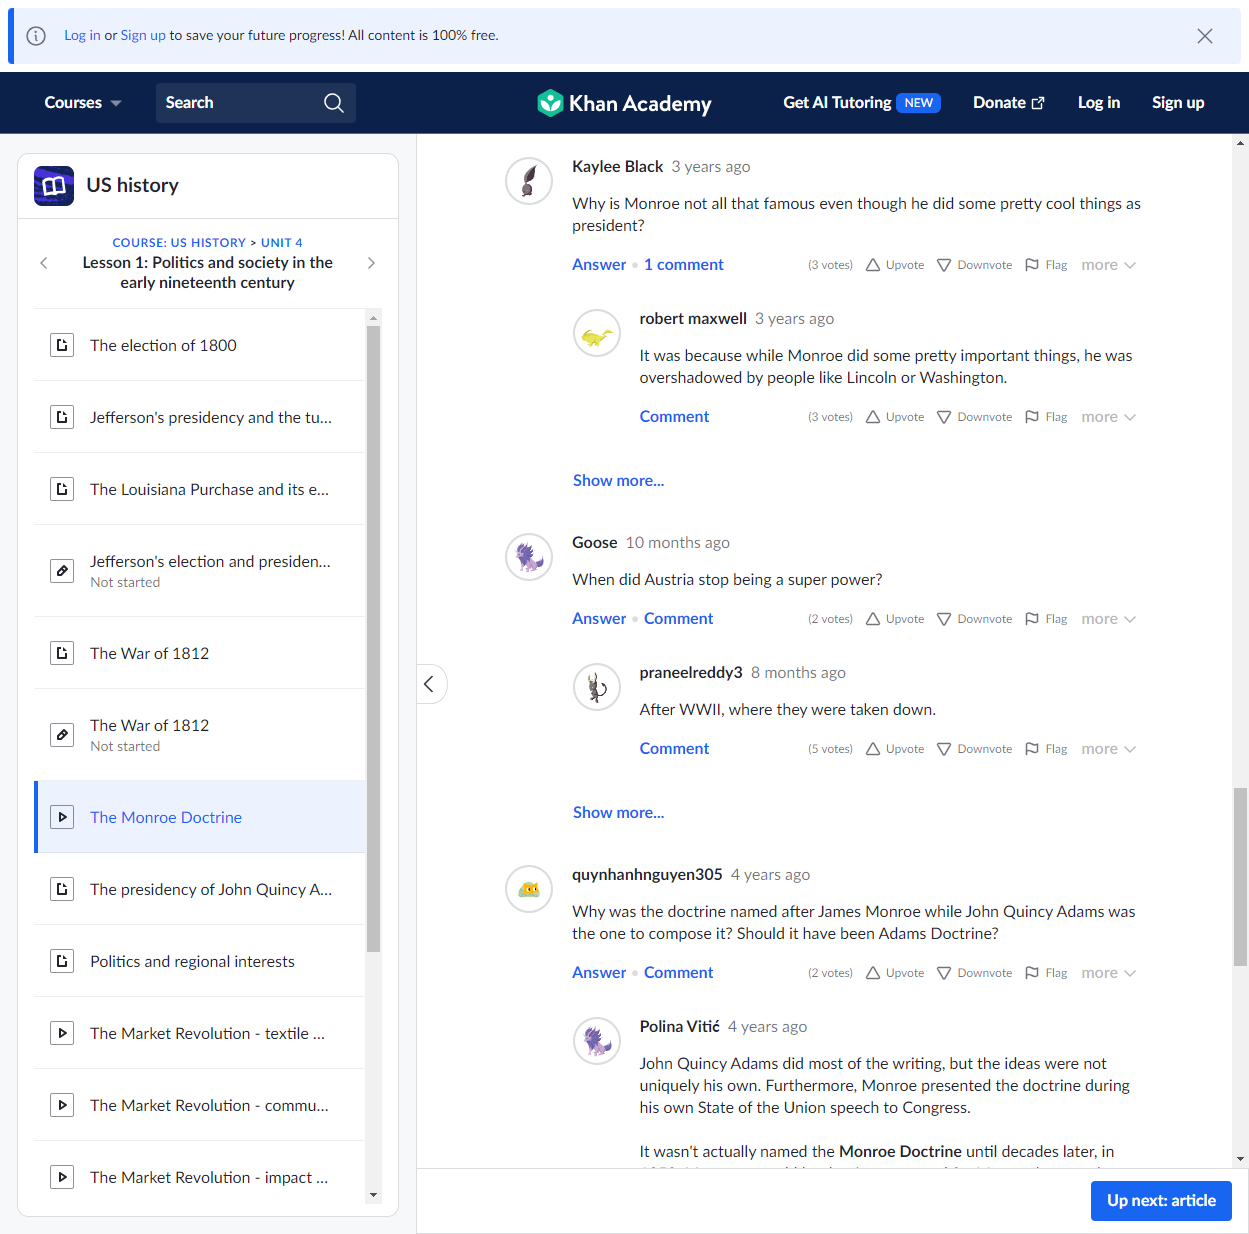 Log in or Sign up to save your future progress! All content is 100% free.
Courses
Search
Khan Academy
Get AI Tutoring NEW
Donate
Log in
Sign up
US history
COURSE: US HISTORY > UNIT 4
Lesson 1: Politics and society in the
early nineteenth century
The election of 1800
Jefferson's presidency and the tu...
The Louisiana Purchase and its e...
Jefferson's election and presiden...
Not started
The War of 1812
The War of 1812
Not started
The Monroe Doctrine
The presidency of John Quincy A...
Politics and regional interests
The Market Revolution - textile ...
The Market Revolution - commu...
The Market Revolution - impact ...
Kaylee Black 3 years ago
Why is Monroe not all that famous even though he did some pretty cool things as
president?
Answer • 1 comment (3 votes) Upvote Downvote Flag more
robert maxwell 3 years ago
It was because while Monroe did some pretty important things, he was
overshadowed by people like Lincoln or Washington.
Comment (3 votes) Upvote Downvote Flag more
Show more...
Goose 10 months ago
When did Austria stop being a super power?
Answer • Comment (2 votes) Upvote Downvote Flag more
praneelreddy3 8 months ago
After WWII, where they were taken down.
Comment (5 votes) Upvote Downvote Flag more
Show more...
quynhanhnguyen305 4 years ago
Why was the doctrine named after James Monroe while John Quincy Adams was
the one to compose it? Should it have been Adams Doctrine?
Answer • Comment (2 votes) Upvote Downvote Flag more
Polina Vitić 4 years ago
John Quincy Adams did most of the writing, but the ideas were not
uniquely his own. Furthermore, Monroe presented the doctrine during
his own State of the Union speech to Congress.
It wasn't actually named the Monroe Doctrine until decades later, in
Up next: article